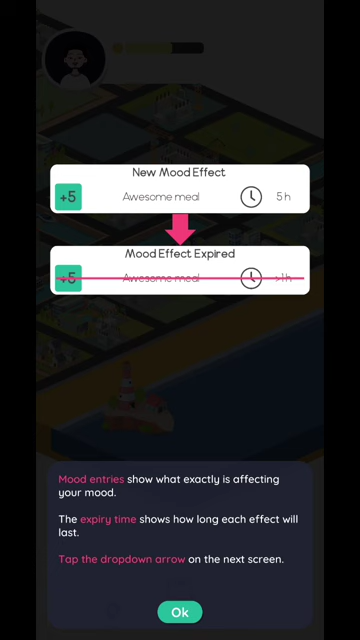 New Mood Effect
+5 Awesome meal 5 h
Mood Effect Expired
+5 Awesome meal >1h
Mood entries show what exactly is affecting
your mood.
The expiry time shows how long each effect will
last.
Tap the dropdown arrow on the next screen.
Ok